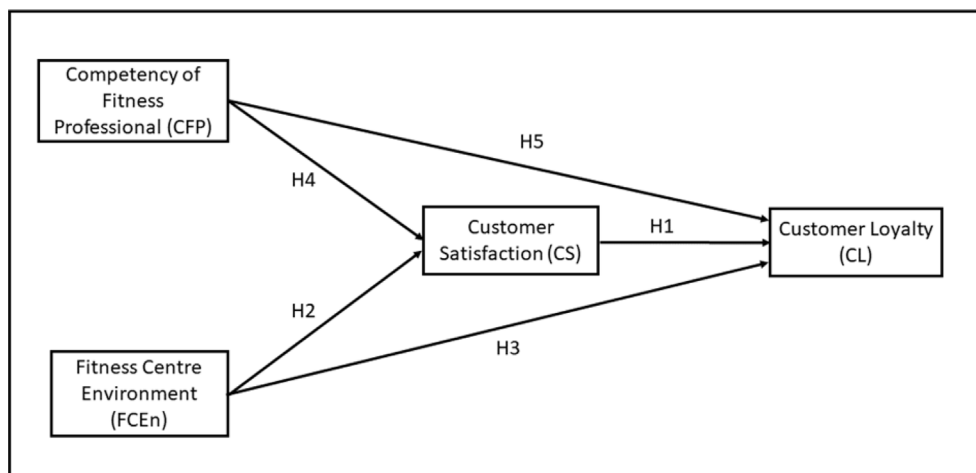 Competency of
Fitness
Professional (CFP)
H5
H4
Customer
Satisfaction (CS)
H1
Customer Loyalty
(CL)
H2
H3
Fitness Centre
Environment
(FCEn)